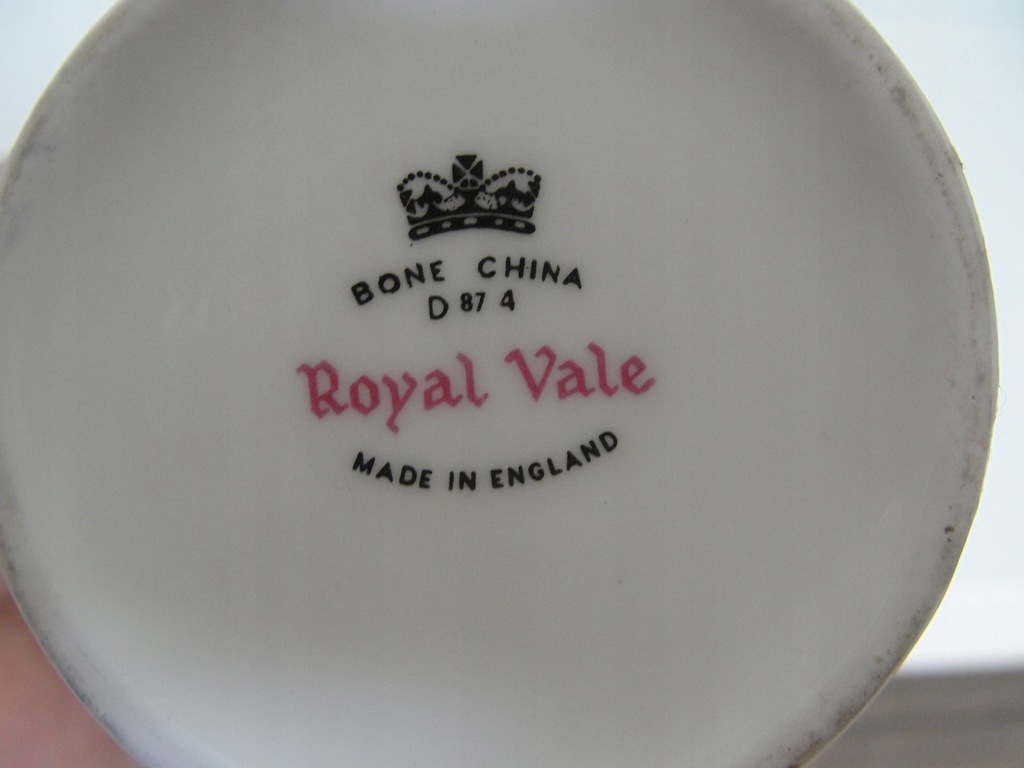 BONE CHINA
D 87 4
Royal Vale
MADE IN ENGLAND